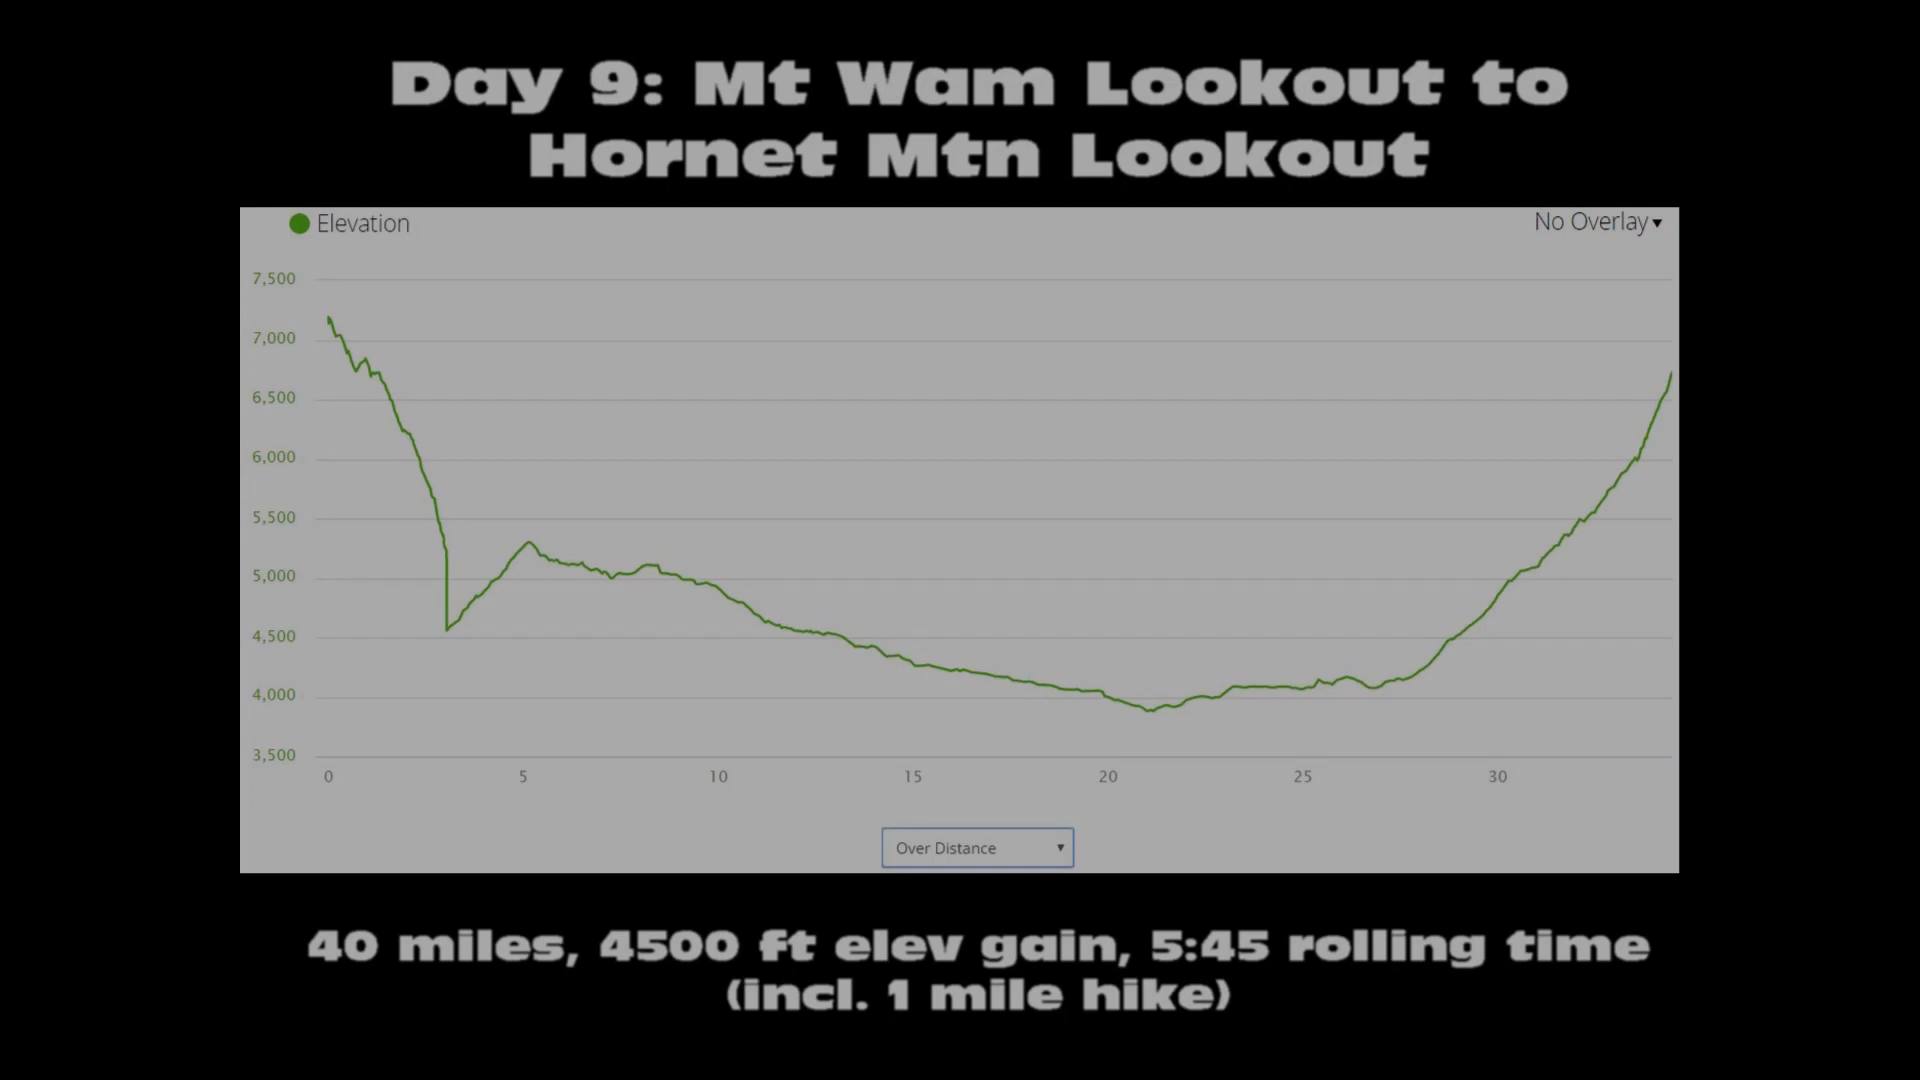 Day 9: Mt Wam Lookout to
Hornet Mtn Lookout
Elevation
No Overlay
7,500
7,000
6,500
6,000
5,500
5,000
4,500
4,000
3,500
0 5 10 15 20 25 30
Over Distance
40 miles, 4500 ft elev gain, 5:45 rolling time
(incl. 1 mile hike)